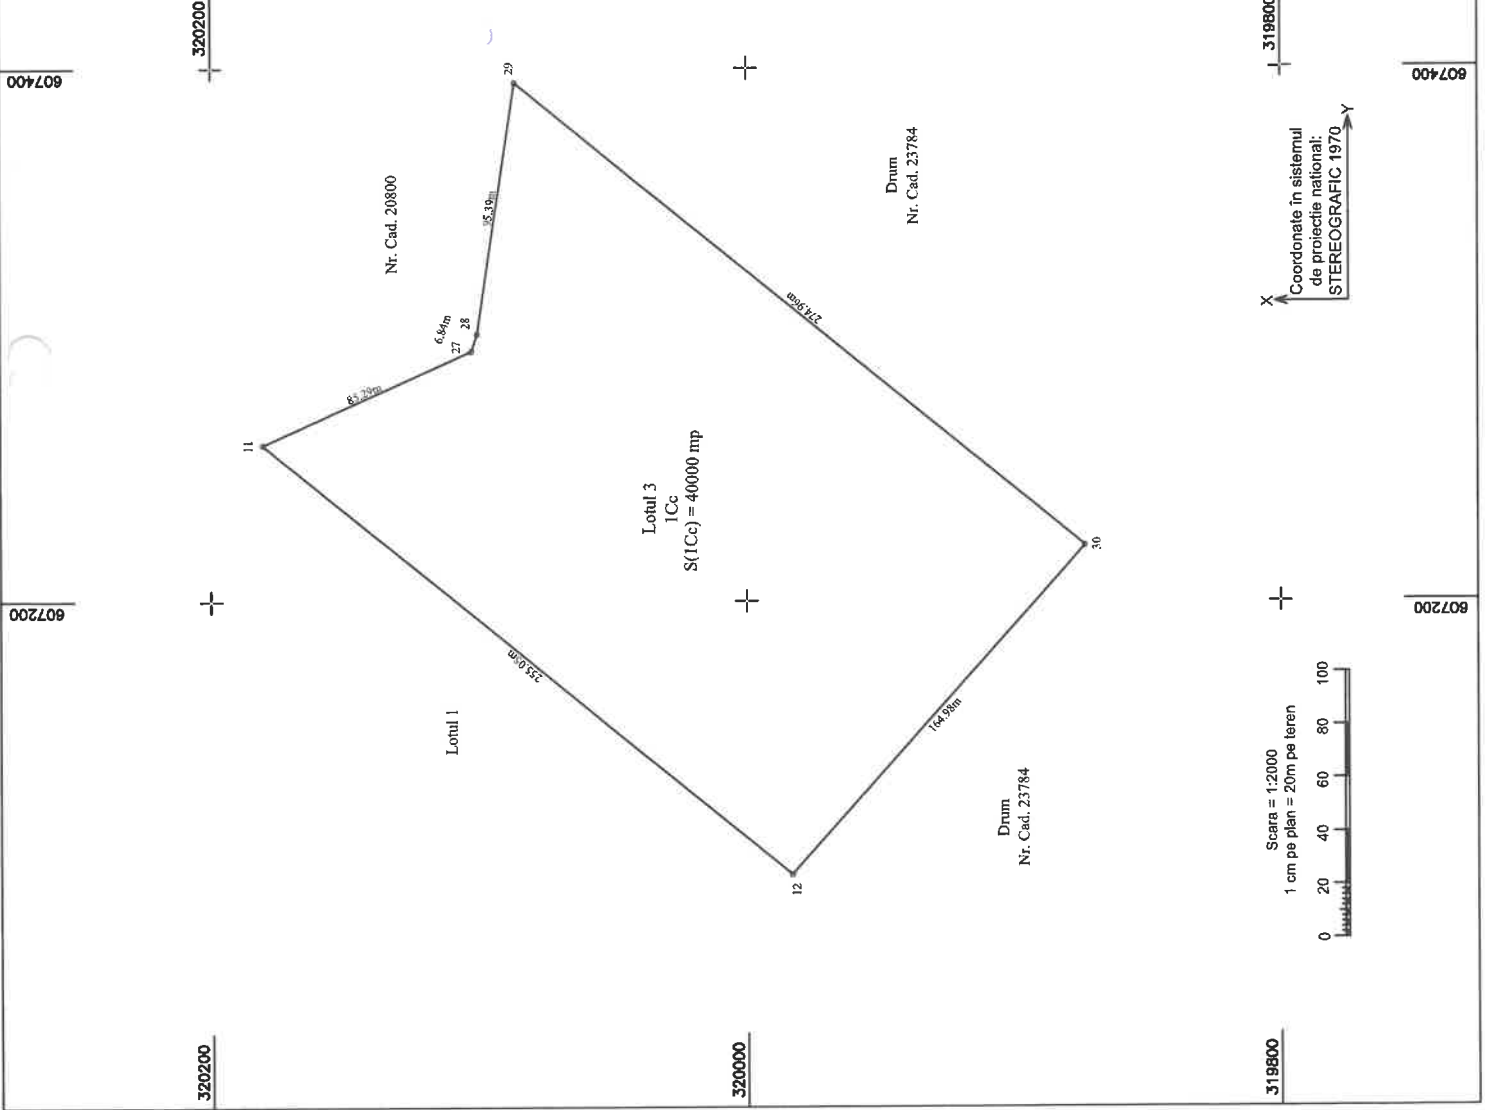 607400
320200
319800
607400
29
Nr. Cad. 20800
95.39m
Drum
Nr. Cad. 23784
Coordonate în sistemul
de proiectie national:
STEREOGRAFIC 1970
X
Y
6.84m
27
28
274.96m
85.29m
11
Lotul 3
1Cc
S(1Cc) = 40000 mp
30
607200
607200
255.05m
Lotul 1
164.98m
12
Drum
Nr. Cad. 23784
Scara = 1:2000
1 cm pe plan = 20m pe teren
0 20 40 60 80 100
320200
320000
319800